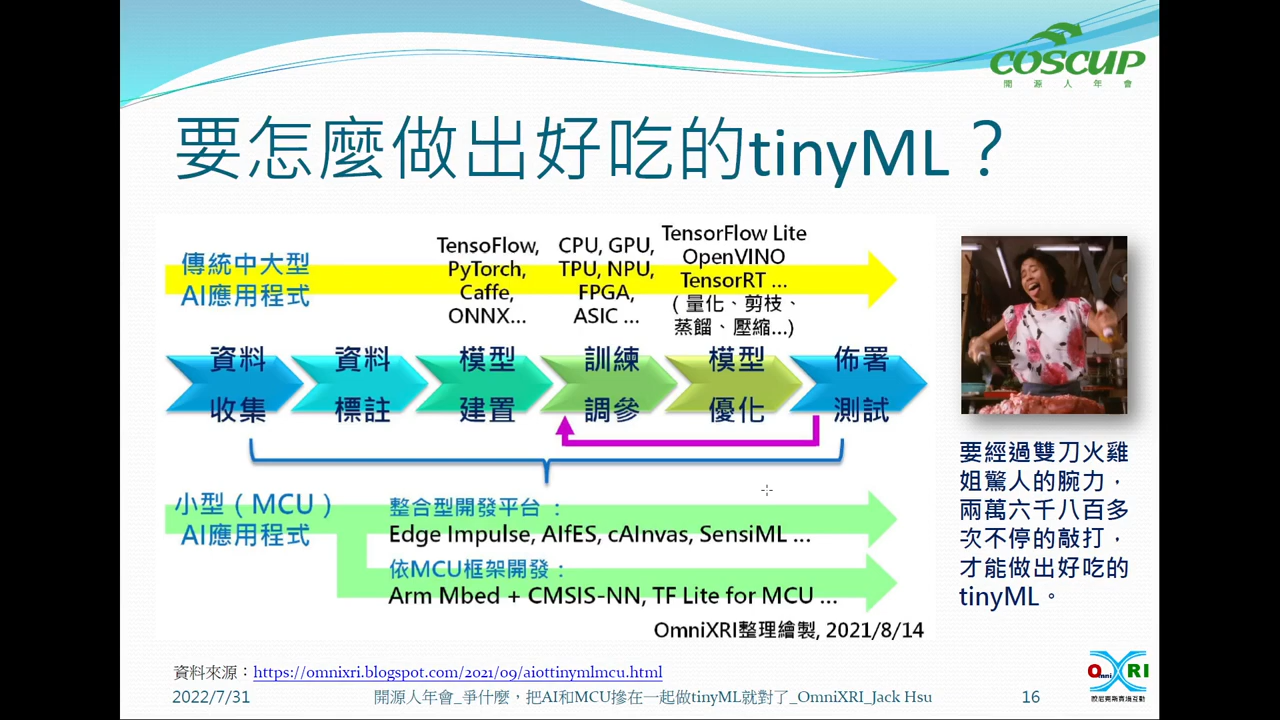 COSCUP
開源人年會
要怎麼做出好吃的tinyML？
傳統中大型
AI應用程式
TensoFlow,
PyTorch,
Caffe,
ONNX...
CPU, GPU,
TPU, NPU,
FPGA,
ASIC ...
TensorFlow Lite
OpenVINO
TensorRT ...
(量化、剪枝、
蒸餾、壓縮...)
資料
收集
資料
標註
模型
建置
訓練
調參
模型
優化
佈署
測試
小型（MCU）
AI應用程式
整合型開發平台：
Edge Impulse, AIfES, cAInvas, SensiML ...
依MCU框架開發：
Arm Mbed + CMSIS-NN, TF Lite for MCU ...
OmniXRI整理繪製, 2021/8/14
要經過雙刀火雞
姐驚人的腕力，
兩萬六千八百多
次不停的敲打，
才能做出好吃的
tinyML。
資料來源：https://omnixri.blogspot.com/2021/09/aiottinymlmcu.html
2022/7/31
開源人年會_爭什麼，把AI和MCU摻在一起做tinyML就對了_OmniXRI_Jack Hsu
16
OmniXRI